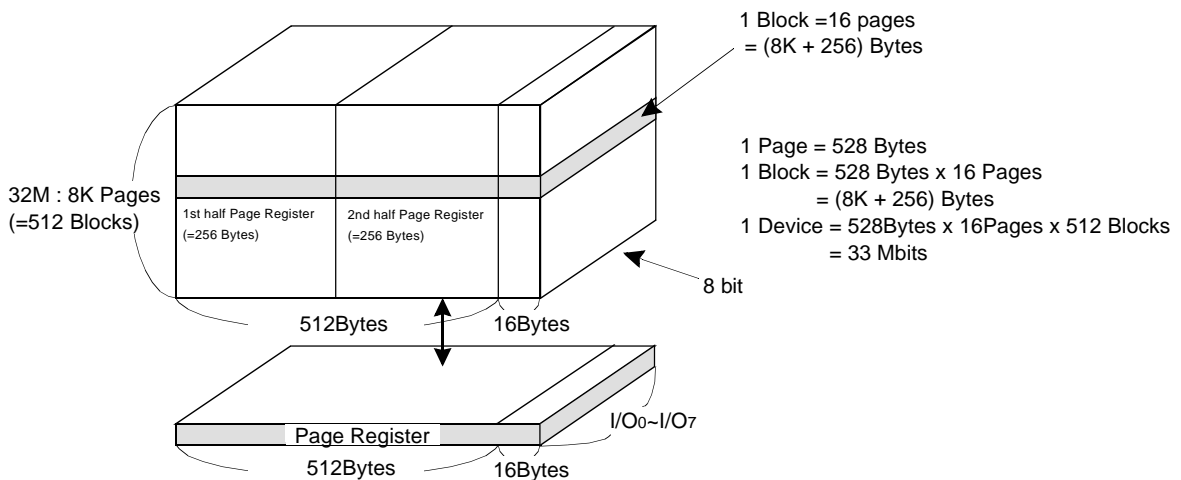 1 Block =16 pages
= (8K + 256) Bytes
1 Page = 528 Bytes
1 Block = 528 Bytes x 16 Pages
= (8K + 256) Bytes
1 Device = 528Bytes x 16Pages x 512 Blocks
= 33 Mbits
32M : 8K Pages
(=512 Blocks)
1st half Page Register
(=256 Bytes)
2nd half Page Register
(=256 Bytes)
8 bit
512Bytes
16Bytes
I/O0~I/O7
Page Register
512Bytes
16Bytes